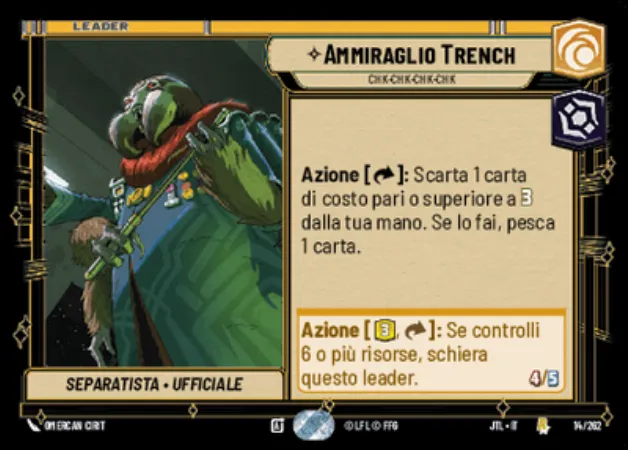 LEADER
AMMIRAGLIO TRENCH
CHK-CHK-CHK-CHK
Azione [ ]: Scarta 1 carta
di costo pari o superiore a 3
dalla tua mano. Se lo fai, pesca
1 carta.
Azione [3, ]: Se controlli
6 o più risorse, schiera
questo leader.
4/5
SEPARATISTA • UFFICIALE
OMERCAN CIRIT
© LFL © FFG
JTL • IT
14/262